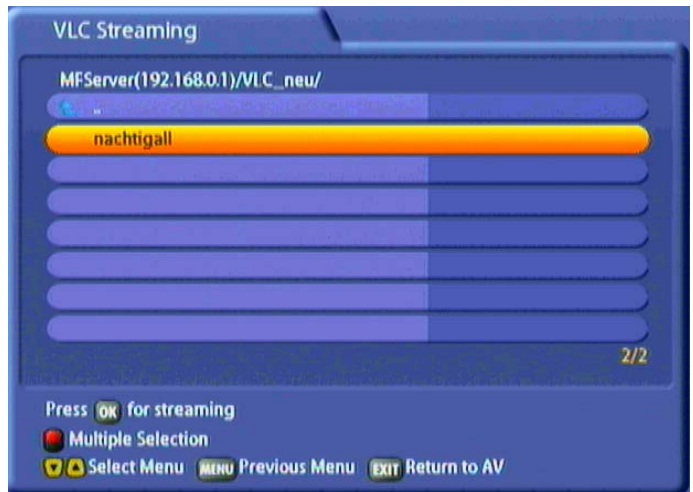 VLC Streaming
MFServer(192.168.0.1)/VLC_neu/
..
nachtigall
2/2
Press OK for streaming
Multiple Selection
Select Menu MENU Previous Menu EXIT Return to AV